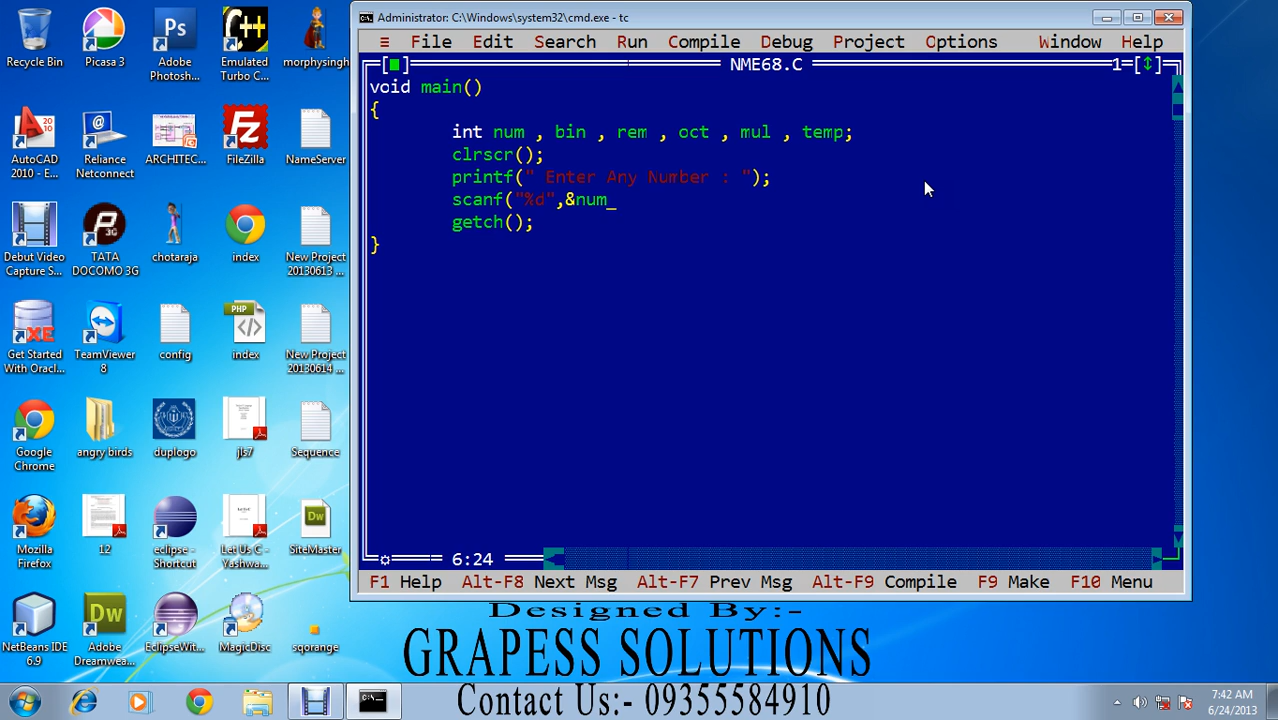 Administrator: C:\Windows\system32\cmd.exe - tc
≡ File Edit Search Run Compile Debug Project Options Window Help
NME68.C 1
void main()
{
int num , bin , rem , oct , mul , temp;
clrscr();
printf(" Enter Any Number : ");
scanf("%d",&num_
getch();
}
6:24
F1 Help Alt-F8 Next Msg Alt-F7 Prev Msg Alt-F9 Compile F9 Make F10 Menu
Recycle Bin
Picasa 3
Adobe Photosh...
Emulated Turbo C...
morphysingh
AutoCAD 2010 - E...
Reliance Netconnect
ARCHITEC...
FileZilla
NameServer
Debut Video Capture S...
TATA DOCOMO 3G
chotaraja
index
New Project 20130613 ...
Get Started With Oracl...
TeamViewer 8
config
index
New Project 20130614 ...
Google Chrome
angry birds
duplogo
jls7
Sequence
Mozilla Firefox
12
eclipse - Shortcut
Let Us C - Yashwa...
SiteMaster
NetBeans IDE 6.9
Adobe Dreamwea...
EclipseWit...
MagicDisc
sqorange
Designed By:-
GRAPESS SOLUTIONS
Contact Us:- 09355584910
7:42 AM
6/24/2013